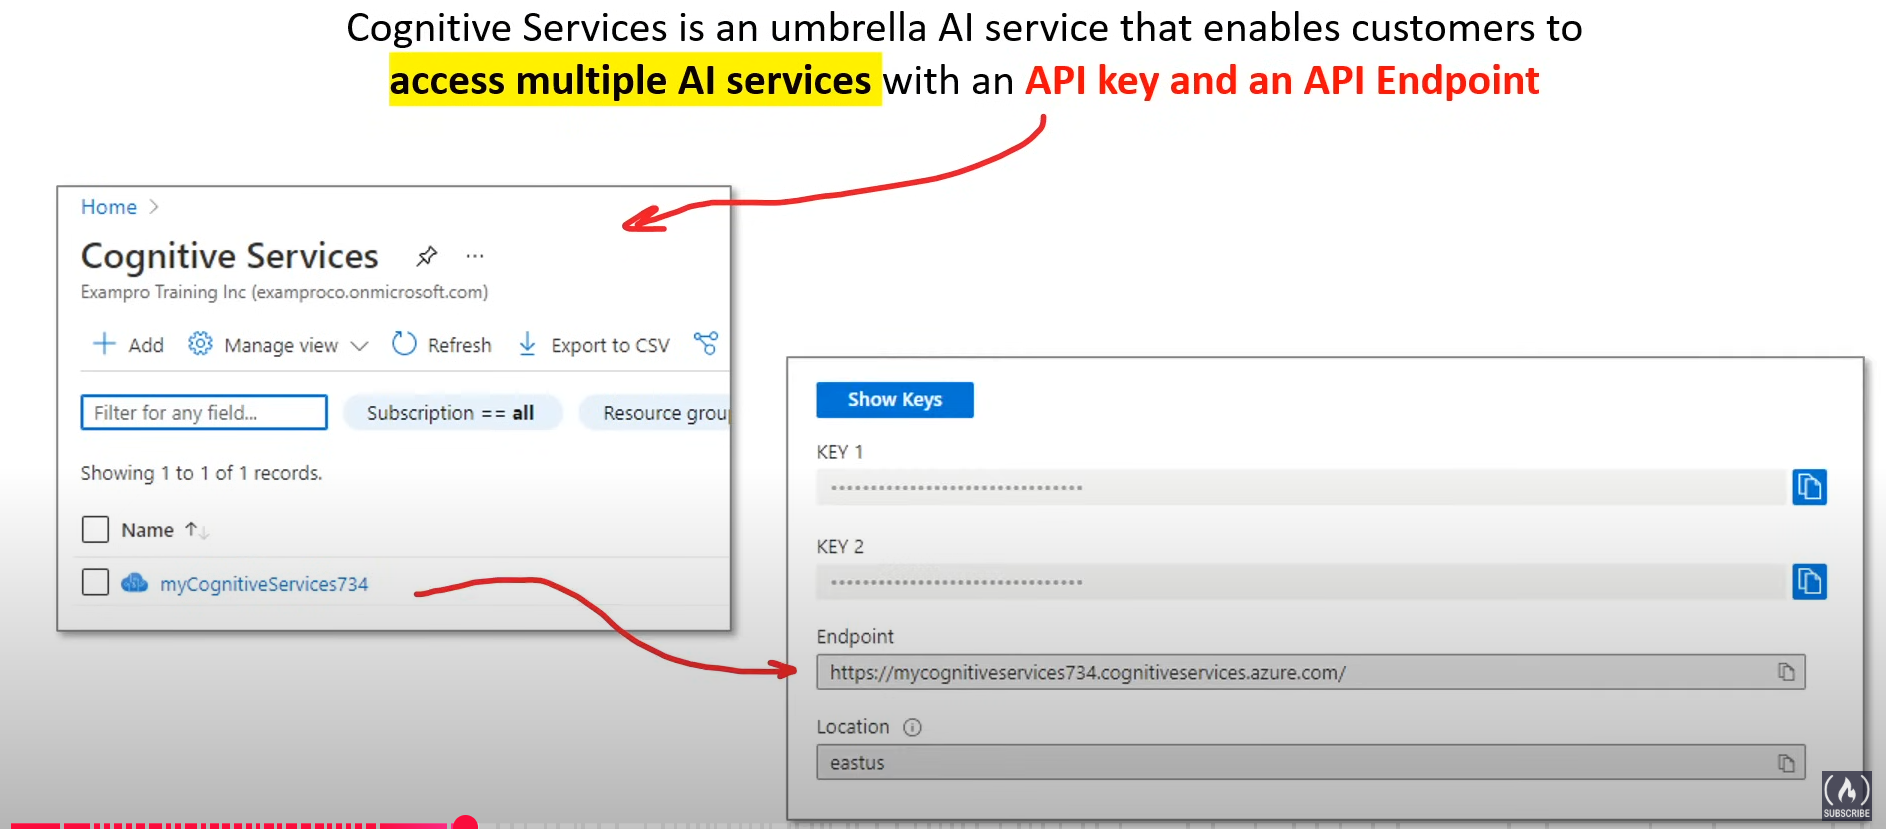 Cognitive Services is an umbrella AI service that enables customers to
access multiple AI services with an API key and an API Endpoint
Home >
Cognitive Services ...
Exampro Training Inc (examproco.onmicrosoft.com)
+ Add Manage view Refresh Export to CSV
Filter for any field... Subscription == all Resource grou
Showing 1 to 1 of 1 records.
Name ↑↓
myCognitiveServices734
Show Keys
KEY 1
••••••••••••••••••••••••••••••••
KEY 2
••••••••••••••••••••••••••••••••
Endpoint
https://mycognitiveservices734.cognitiveservices.azure.com/
Location
eastus
SUBSCRIBE